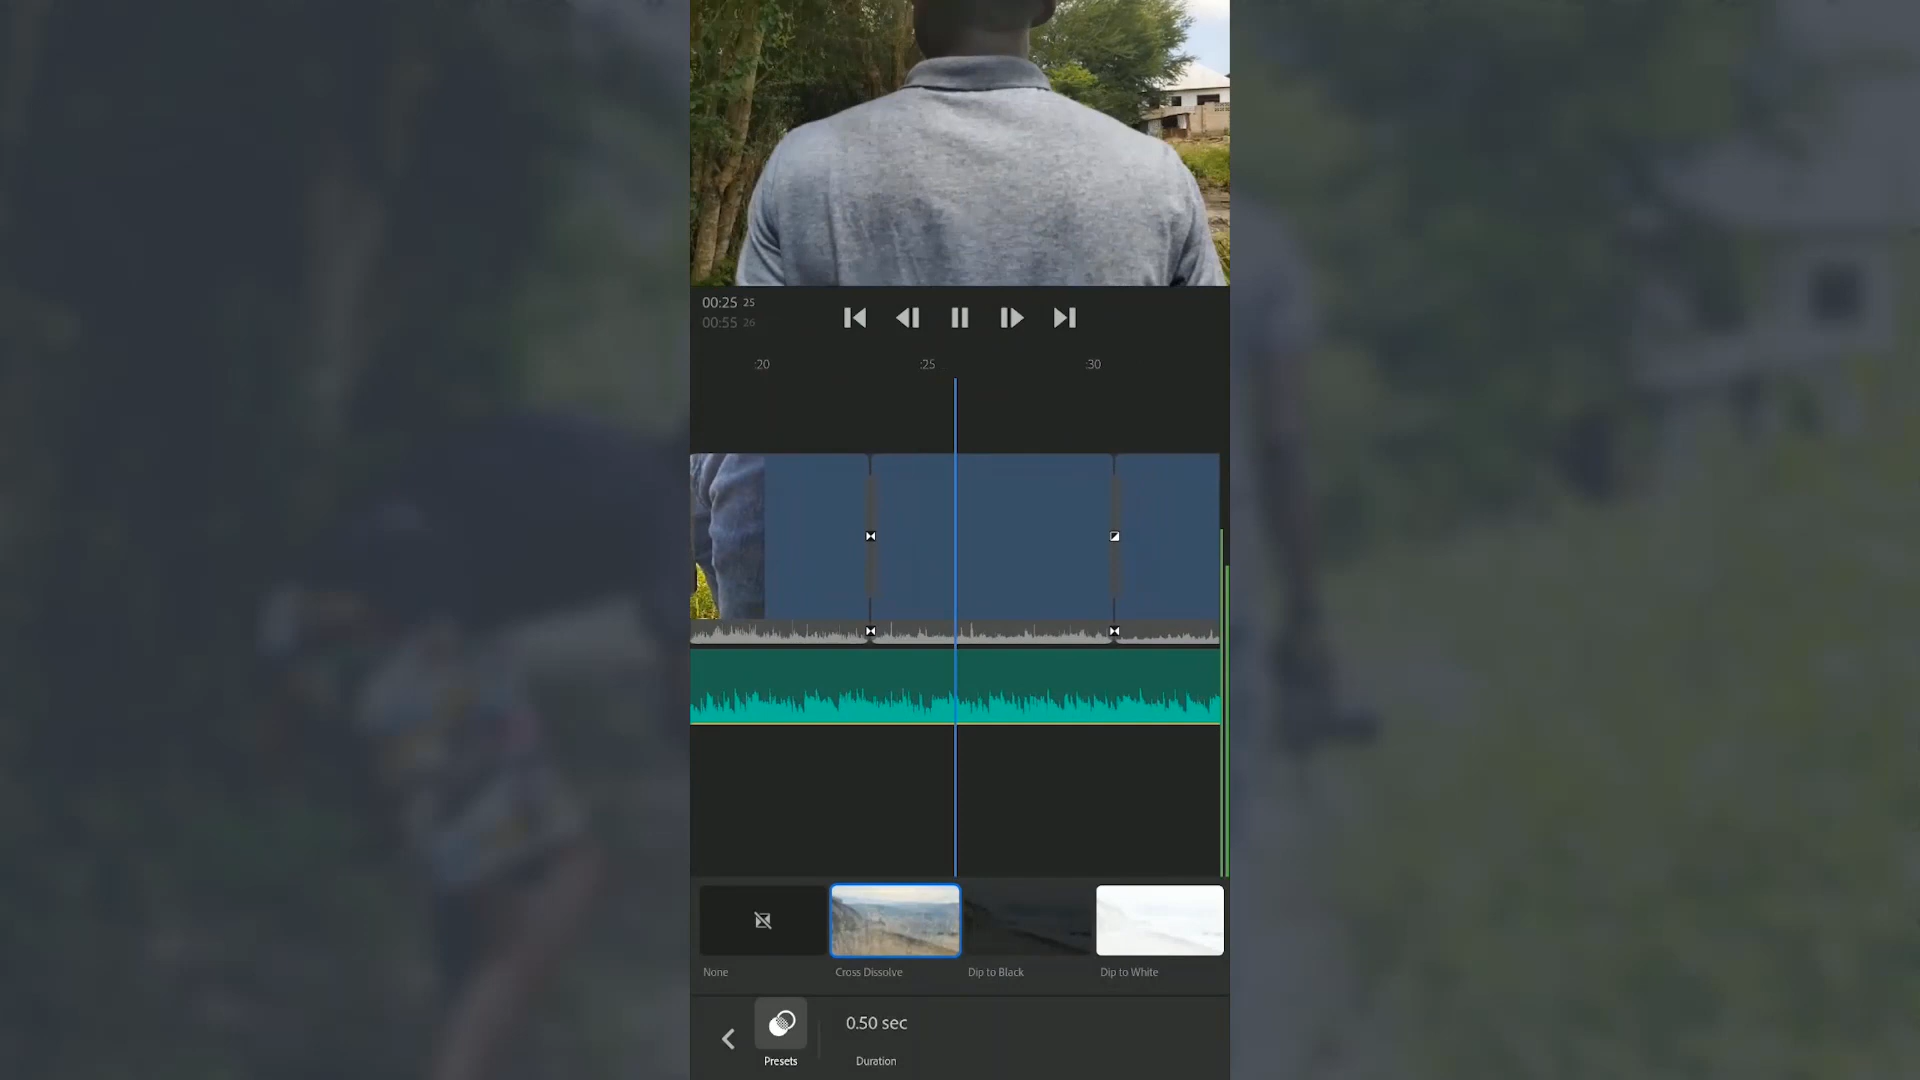 00:25 25
00:55 26
:20 :25 :30
None Cross Dissolve Dip to Black Dip to White
0.50 sec
Presets Duration